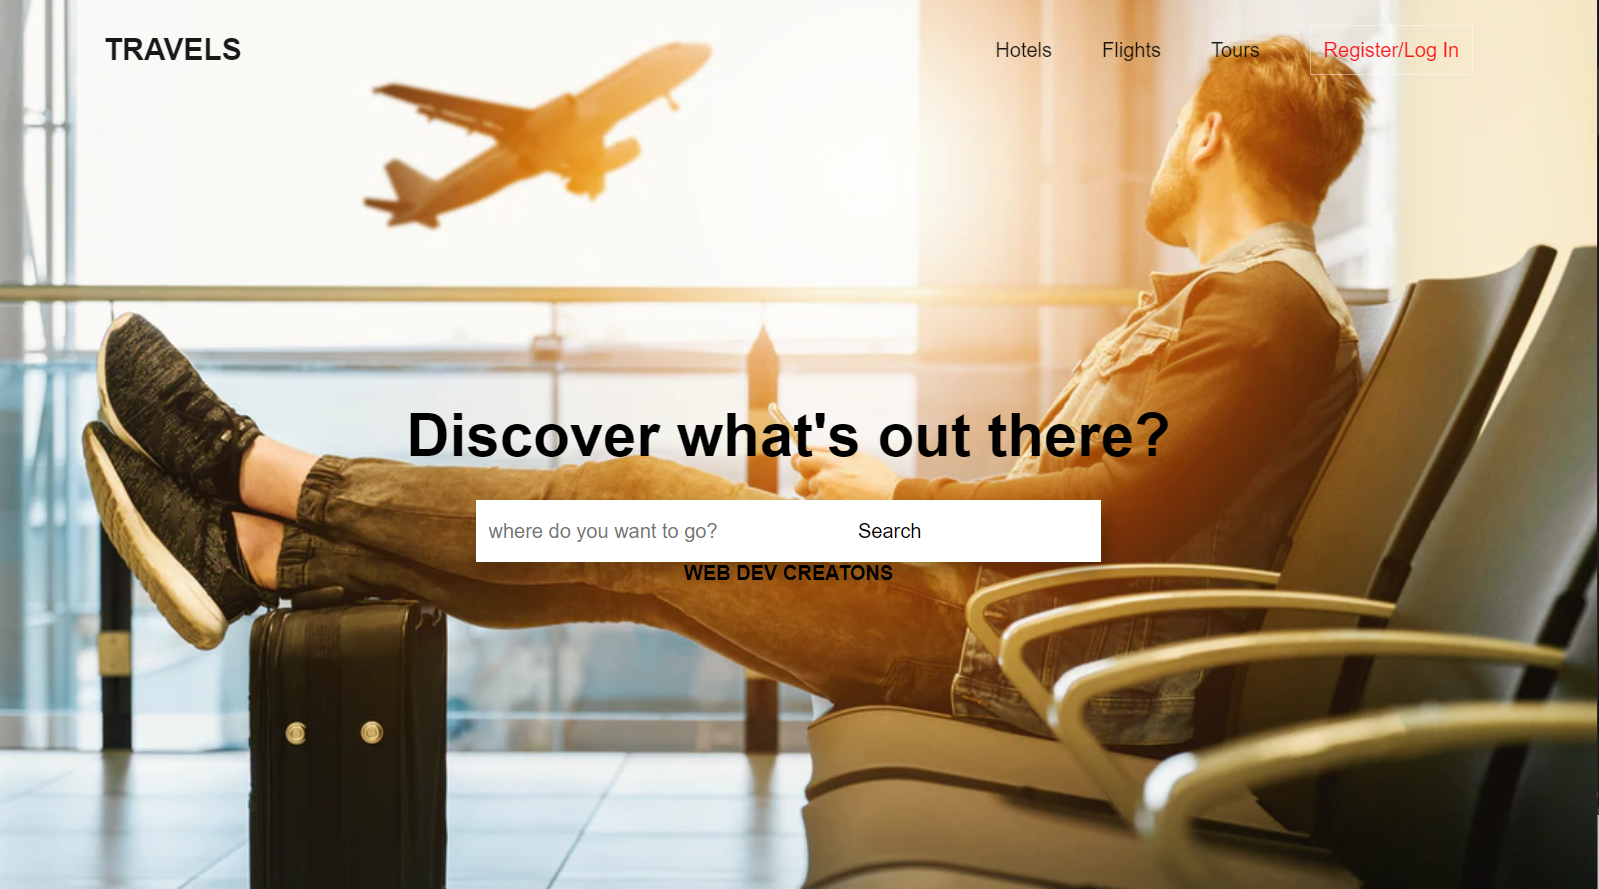 TRAVELS
Hotels Flights Tours Register/Log In
Discover what's out there?
where do you want to go? Search
WEB DEV CREATONS